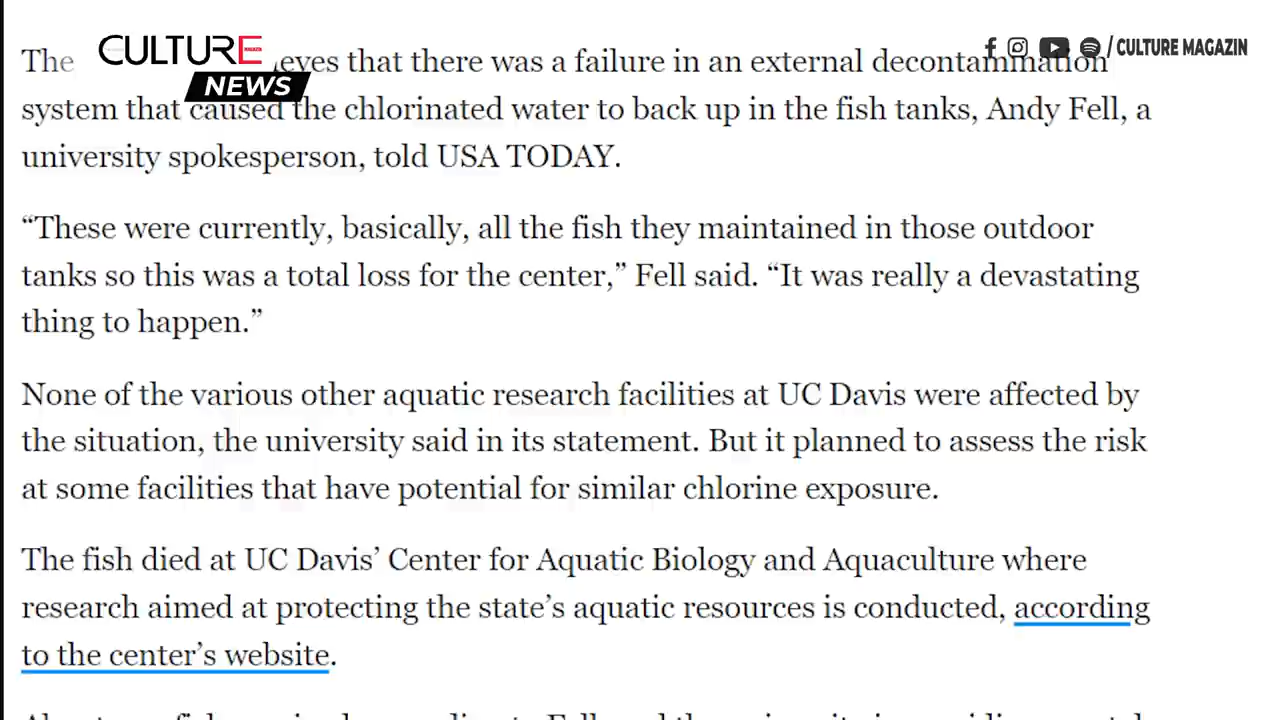 CULTURE
MAGAZIN
NEWS
/ CULTURE MAGAZIN
The eyes that there was a failure in an external decontamination
system that caused the chlorinated water to back up in the fish tanks, Andy Fell, a
university spokesperson, told USA TODAY.
“These were currently, basically, all the fish they maintained in those outdoor
tanks so this was a total loss for the center,” Fell said. “It was really a devastating
thing to happen.”
None of the various other aquatic research facilities at UC Davis were affected by
the situation, the university said in its statement. But it planned to assess the risk
at some facilities that have potential for similar chlorine exposure.
The fish died at UC Davis’ Center for Aquatic Biology and Aquaculture where
research aimed at protecting the state’s aquatic resources is conducted, according
to the center’s website.